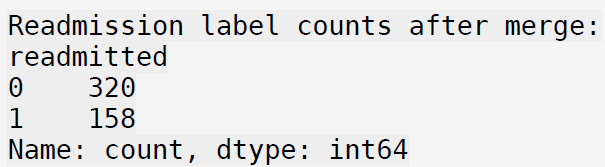 Readmission label counts after merge:
readmitted
0    320
1    158
Name: count, dtype: int64